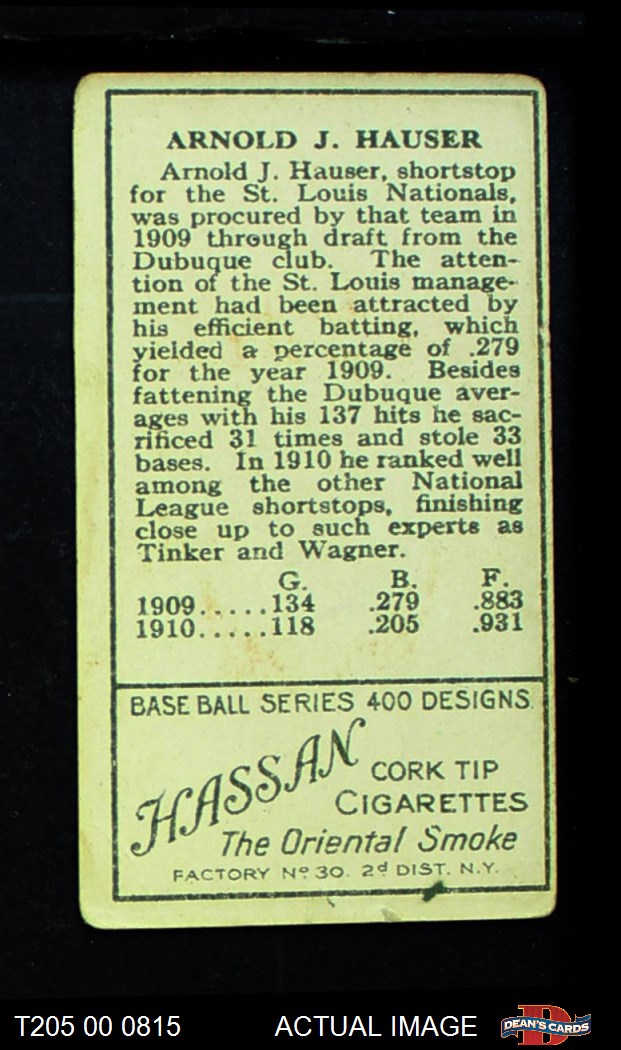 ARNOLD J. HAUSER
Arnold J. Hauser, shortstop
for the St. Louis Nationals,
was procured by that team in
1909 through draft from the
Dubuque club. The atten-
tion of the St. Louis manage-
ment had been attracted by
his efficient batting, which
yielded a percentage of .279
for the year 1909. Besides
fattening the Dubuque aver-
ages with his 137 hits he sac-
rificed 31 times and stole 33
bases. In 1910 he ranked well
among the other National
League shortstops, finishing
close up to such experts as
Tinker and Wagner.
G. B. F.
1909.....134 .279 .883
1910.....118 .205 .931
BASE BALL SERIES 400 DESIGNS
HASSAN
CORK TIP
CIGARETTES
The Oriental Smoke
FACTORY Nº 30. 2d DIST. N.Y.
T205 00 0815 ACTUAL IMAGE D DEAN'S CARDS